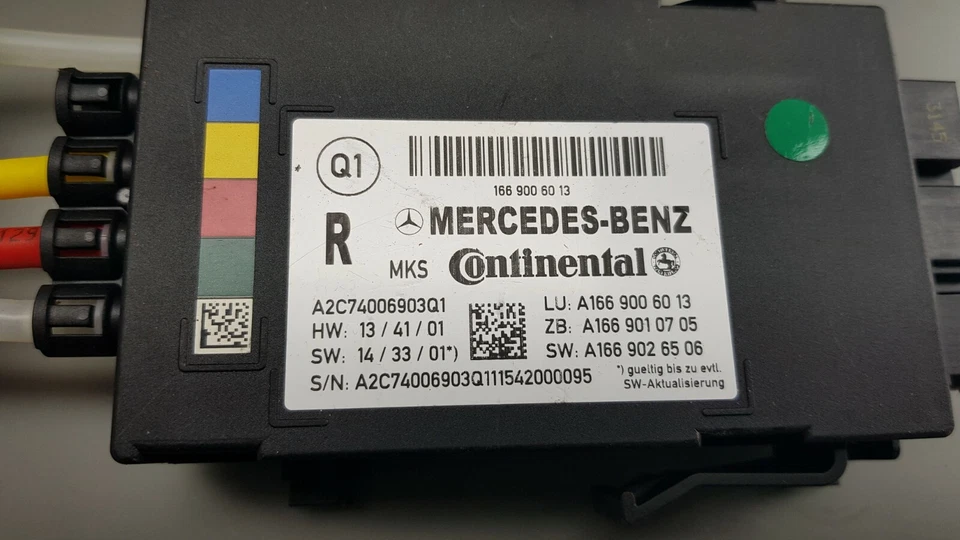 Q1
166 900 60 13
R
MERCEDES-BENZ
MKS Continental
A2C74006903Q1
HW: 13 / 41 / 01
SW: 14 / 33 / 01*)
S/N: A2C74006903Q111542000095
LU: A166 900 60 13
ZB: A166 901 07 05
SW: A166 902 65 06
*) gueltig bis zu evtl.
SW-Aktualisierung
3145